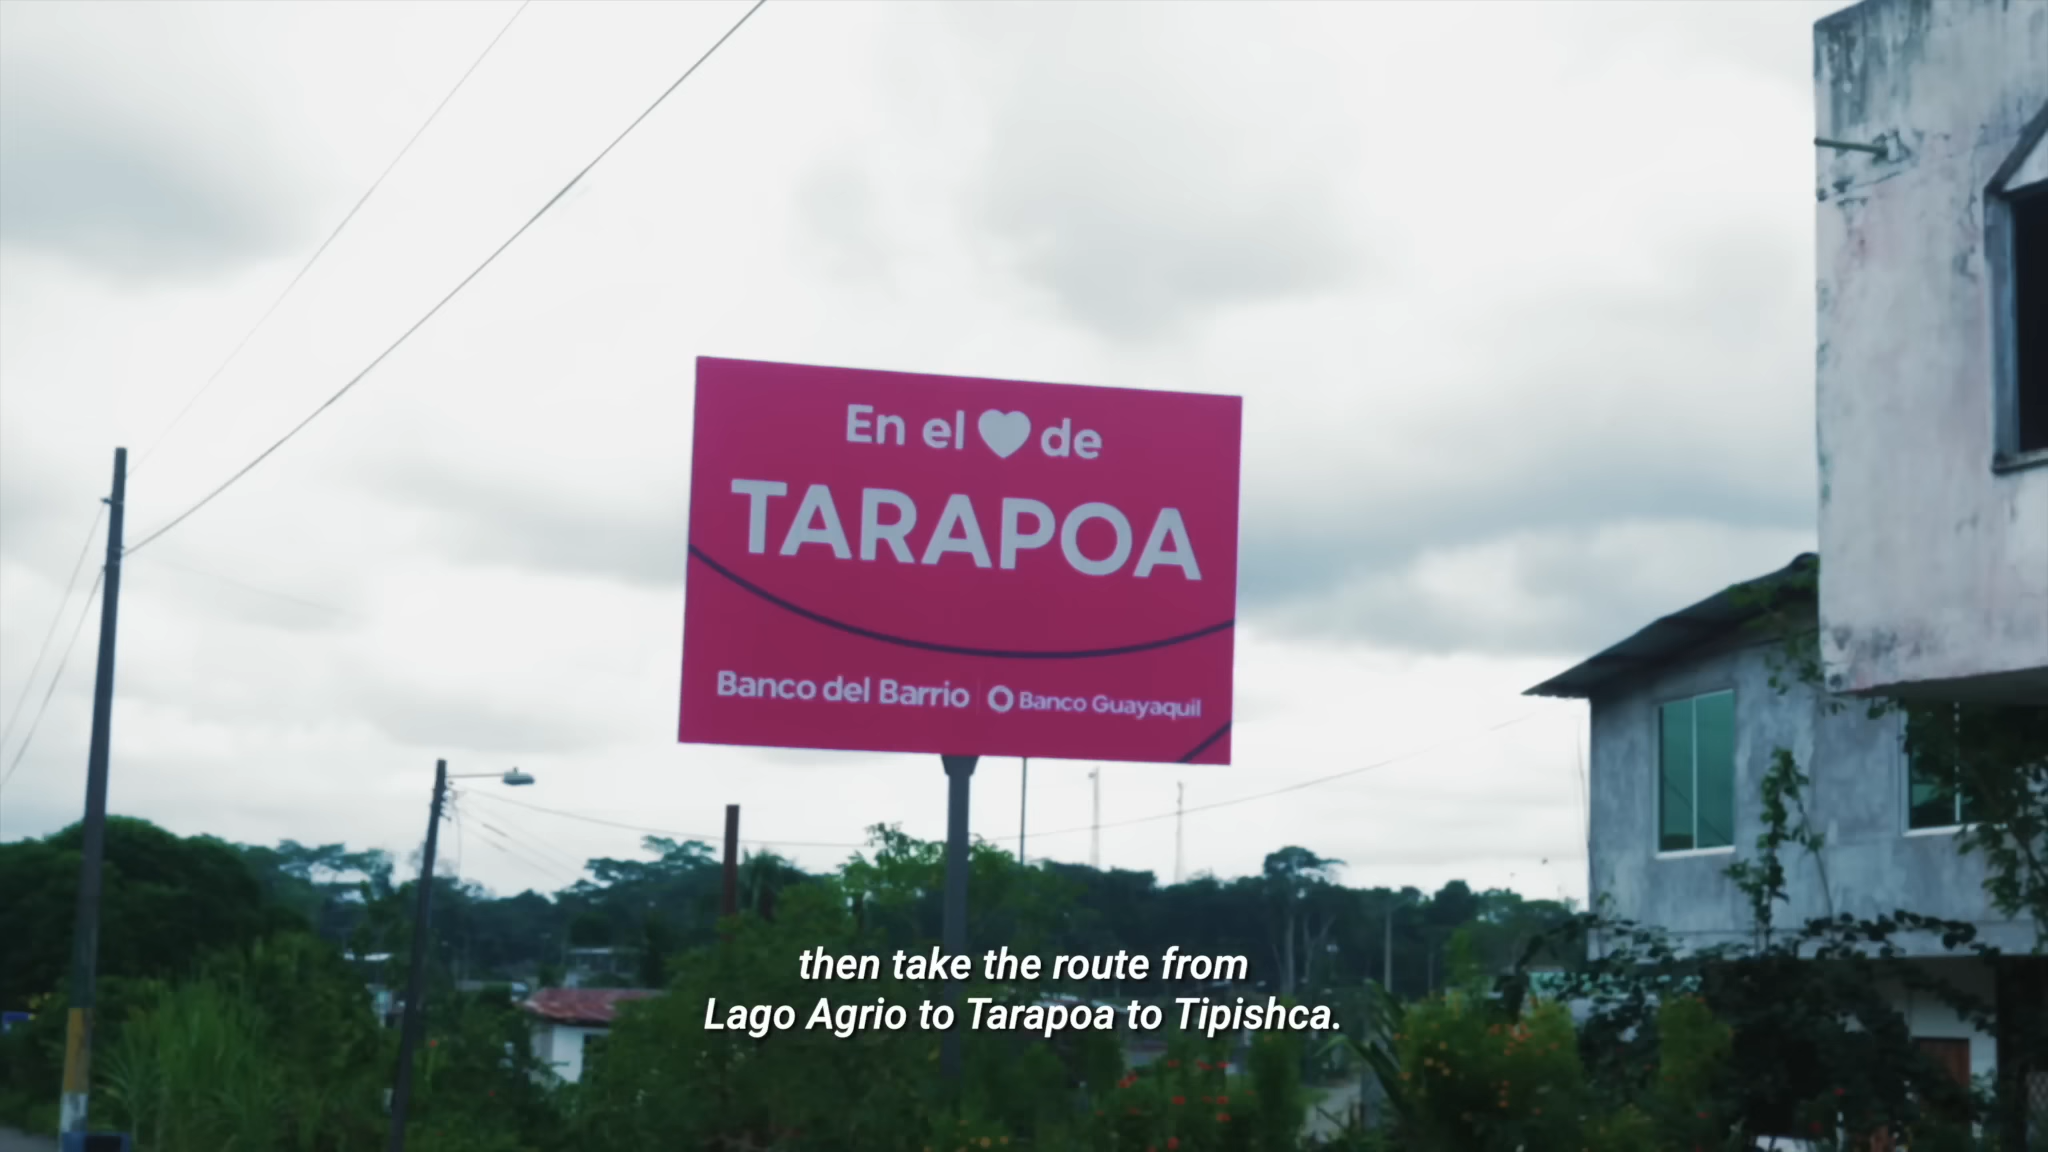 En el ♥ de
TARAPOA
Banco del Barrio | Banco Guayaquil
then take the route from
Lago Agrio to Tarapoa to Tipishca.